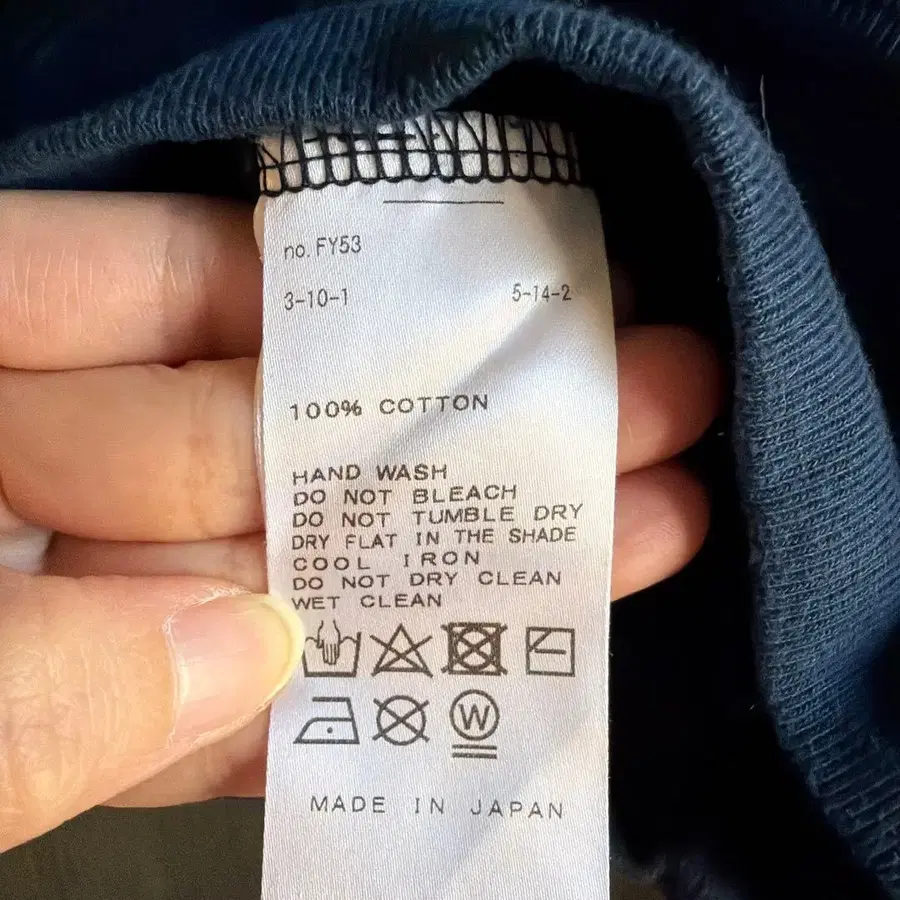 no. FY53
3-10-1 5-14-2
100% COTTON
HAND WASH
DO NOT BLEACH
DO NOT TUMBLE DRY
DRY FLAT IN THE SHADE
COOL IRON
DO NOT DRY CLEAN
WET CLEAN
W
MADE IN JAPAN